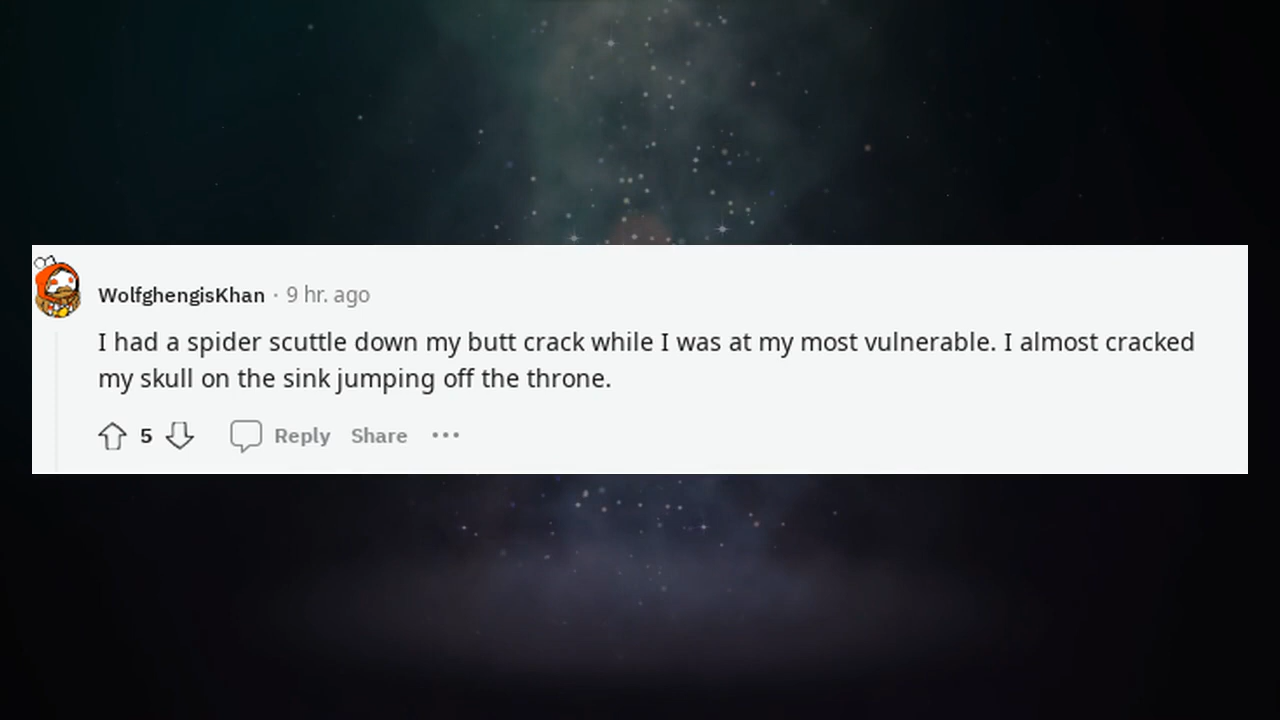 WolfghengisKhan · 9 hr. ago
I had a spider scuttle down my butt crack while I was at my most vulnerable. I almost cracked
my skull on the sink jumping off the throne.
5 Reply Share ···